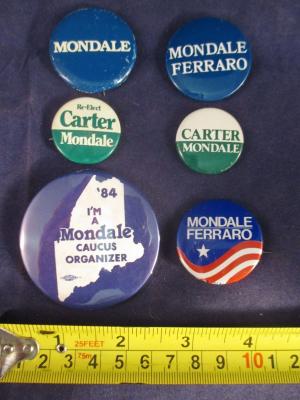 MONDALE
MONDALE
FERRARO
Re-Elect
Carter
Mondale
CARTER
MONDALE
'84
I'M
A
Mondale
CAUCUS
ORGANIZER
MONDALE
FERRARO
1 2 3 4
25FEET
7.5m
1 2 3 4 5 6 7 8 9 10 1